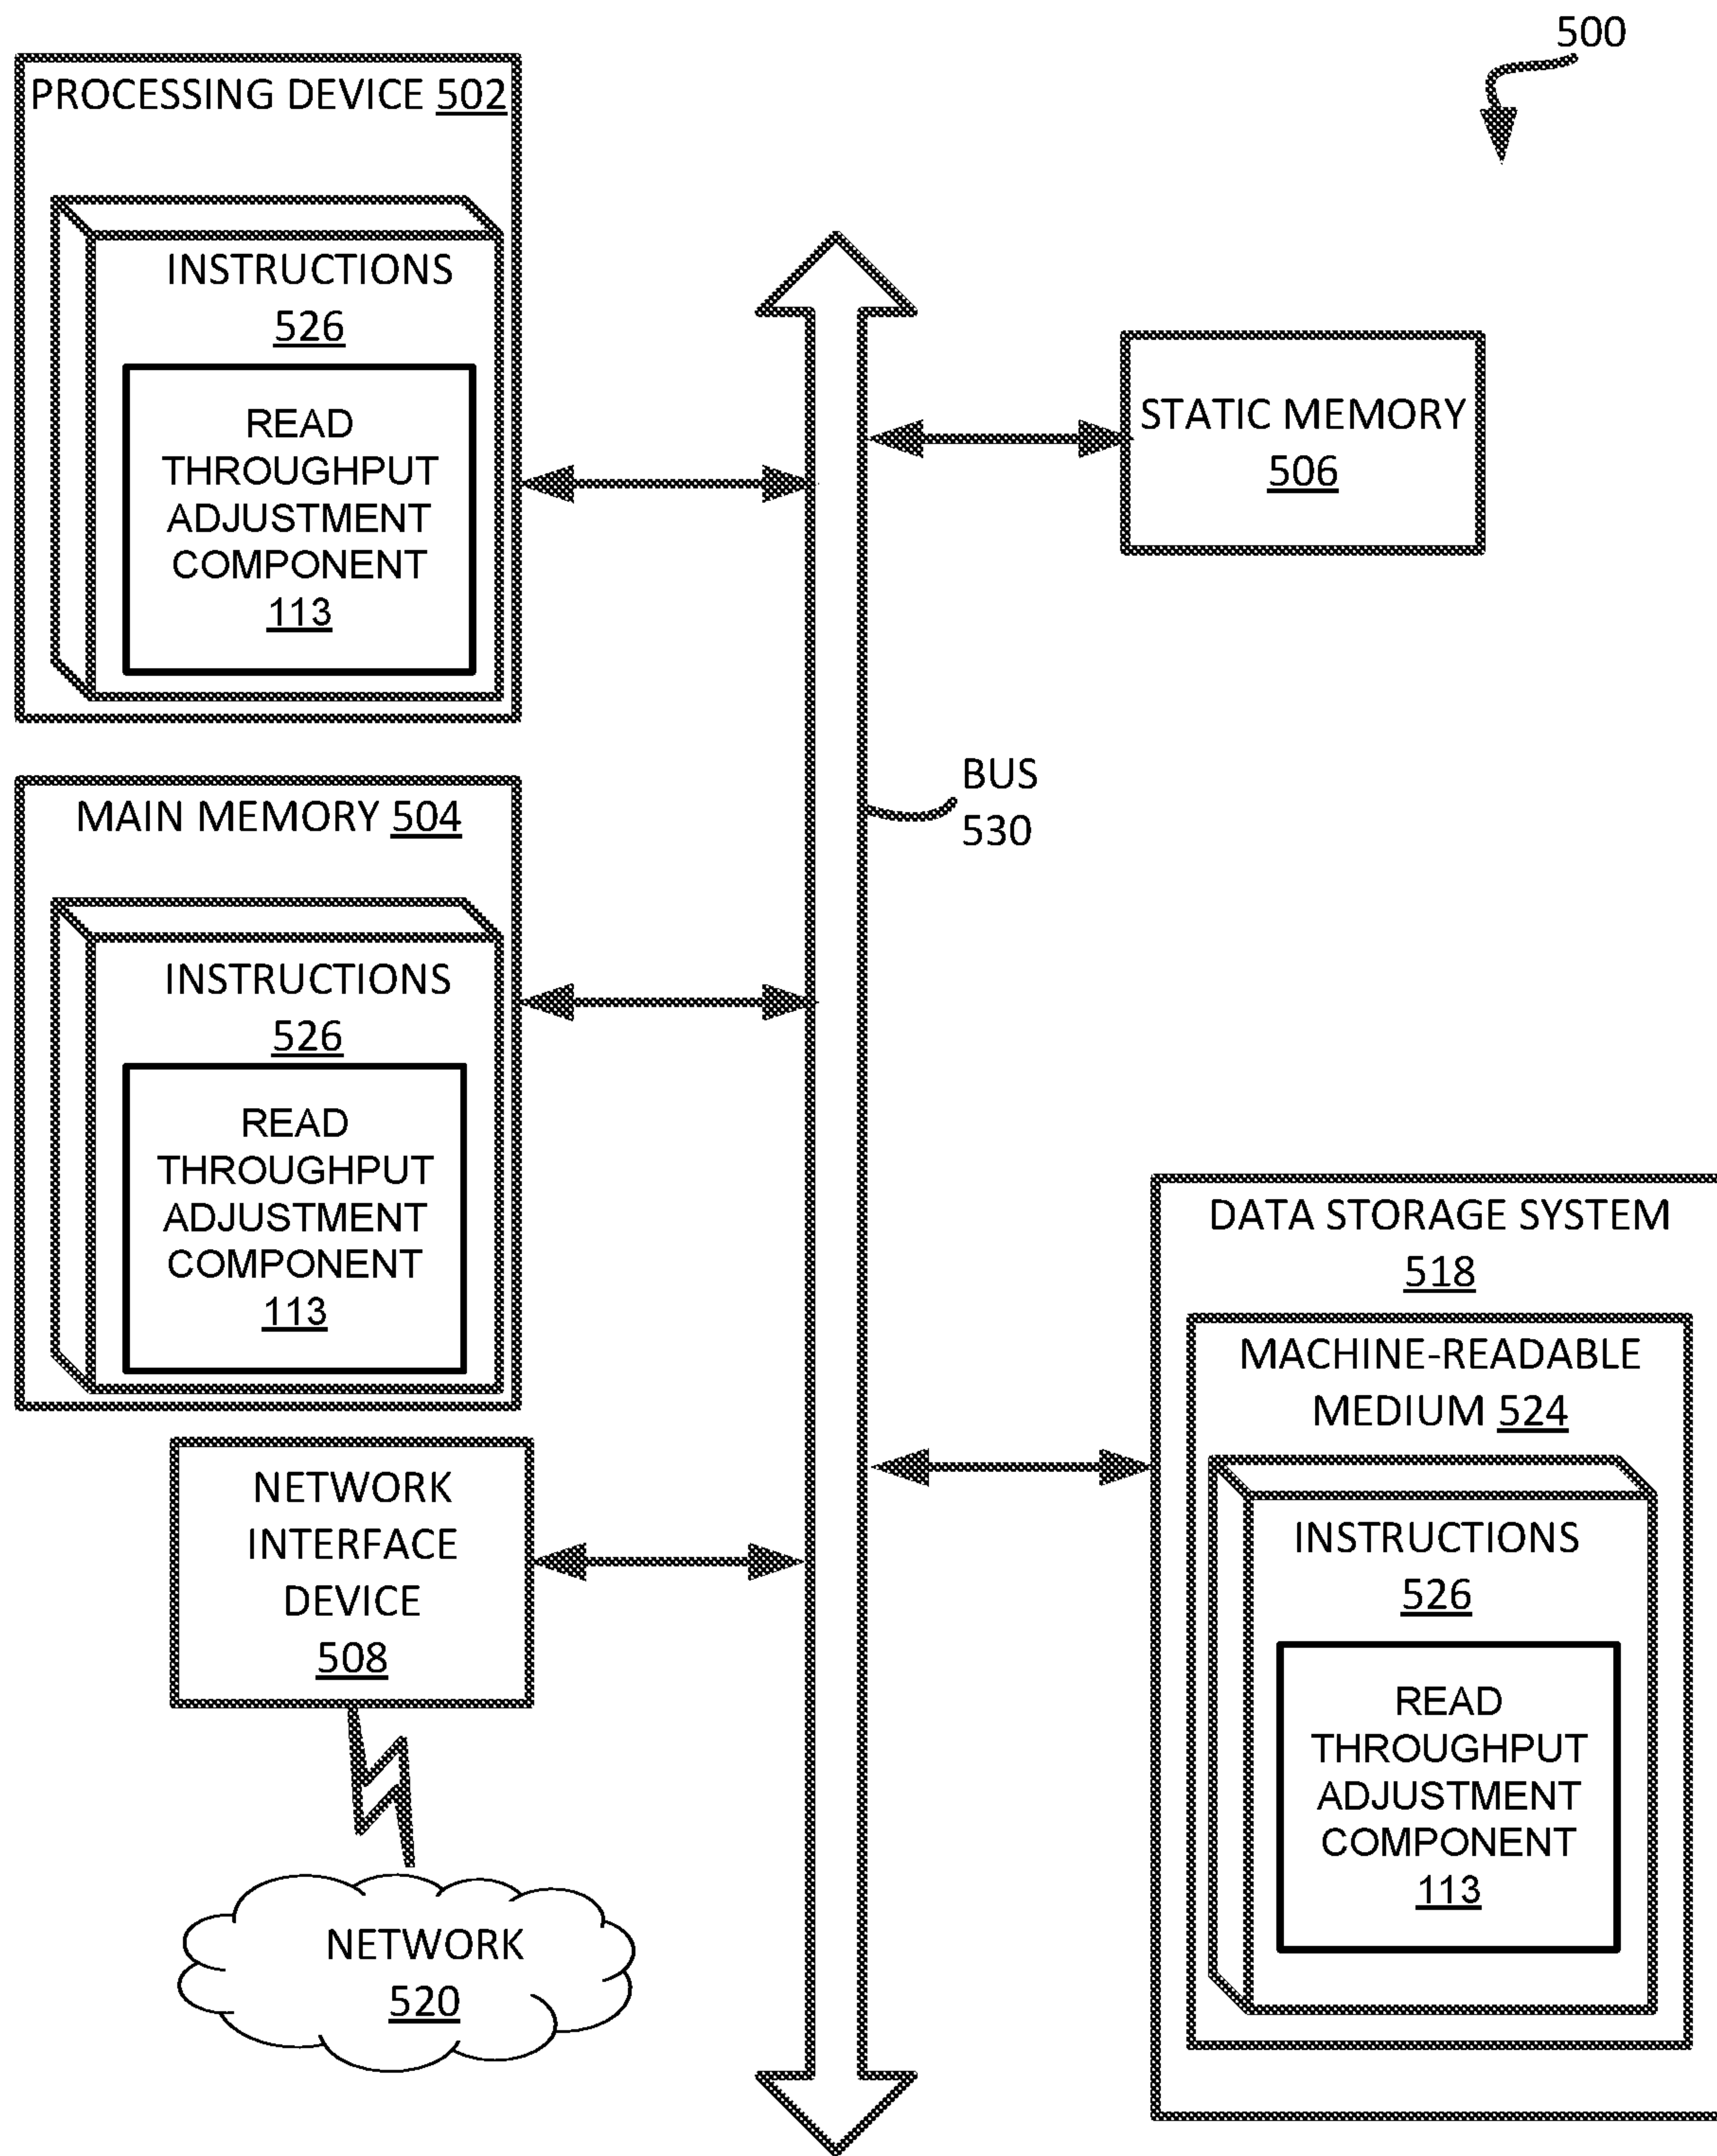 500
PROCESSING DEVICE 502
INSTRUCTIONS
526
READ
THROUGHPUT
ADJUSTMENT
COMPONENT
113
STATIC MEMORY
506
BUS
530
MAIN MEMORY 504
INSTRUCTIONS
526
READ
THROUGHPUT
ADJUSTMENT
COMPONENT
113
DATA STORAGE SYSTEM
518
MACHINE-READABLE
MEDIUM 524
INSTRUCTIONS
526
READ
THROUGHPUT
ADJUSTMENT
COMPONENT
113
NETWORK
INTERFACE
DEVICE
508
NETWORK
520